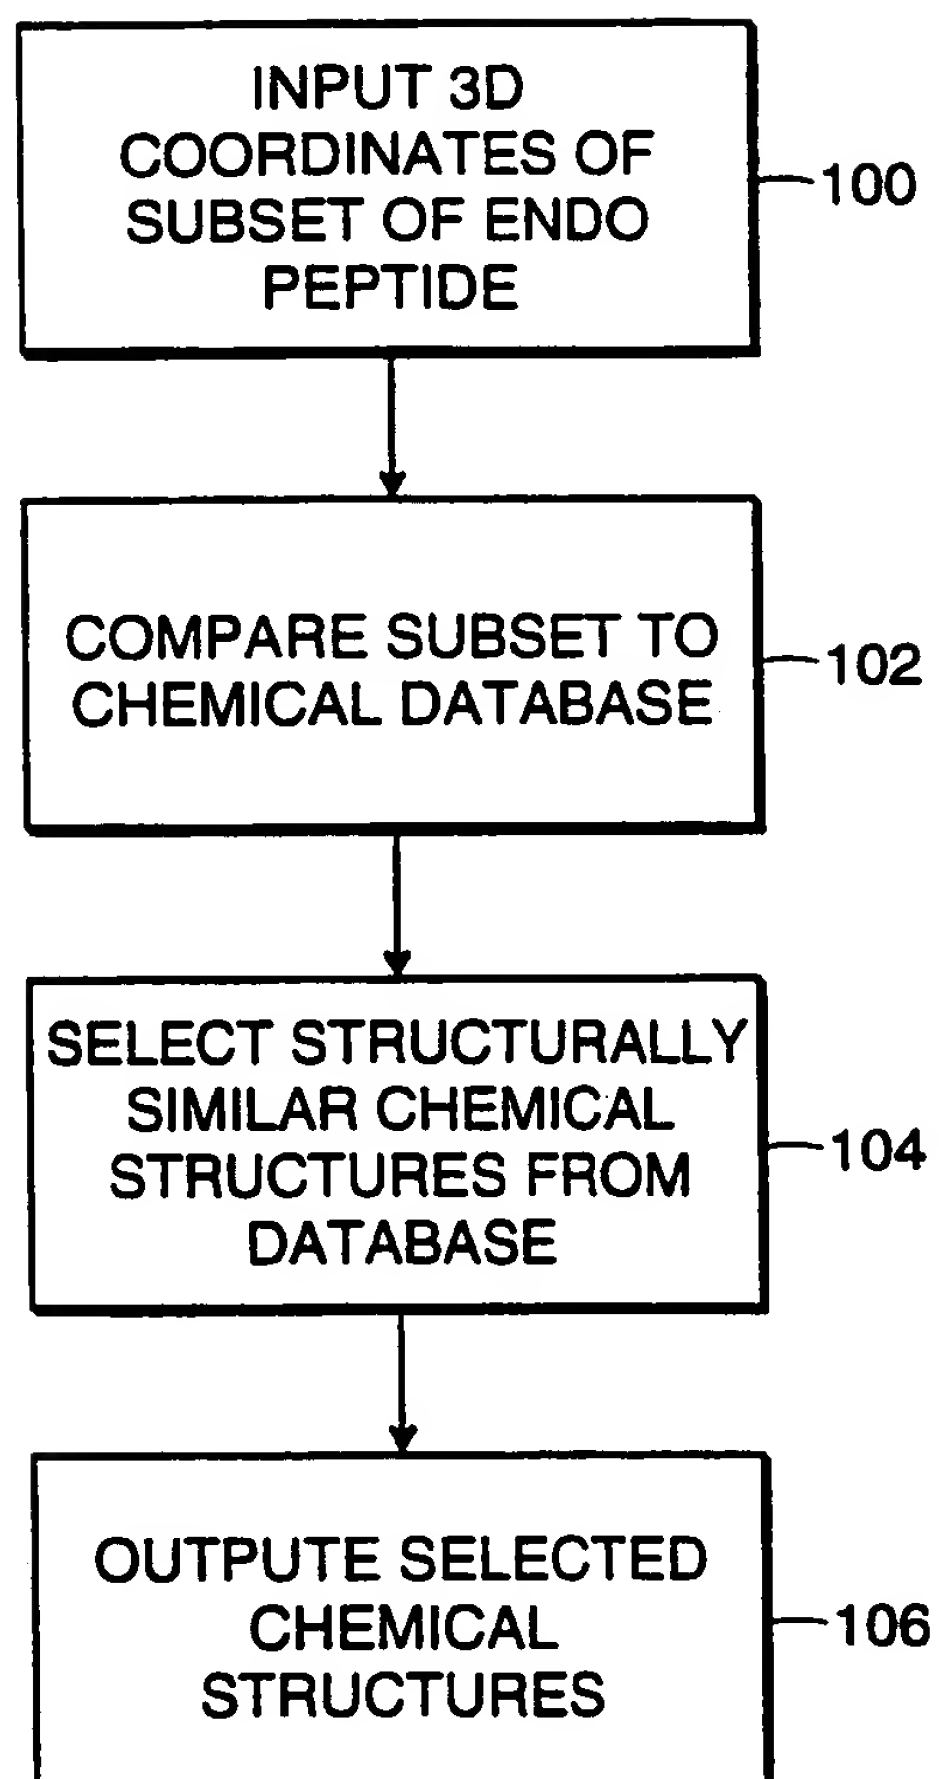 INPUT 3D
COORDINATES OF
SUBSET OF ENDO
PEPTIDE
100
COMPARE SUBSET TO
CHEMICAL DATABASE
102
SELECT STRUCTURALLY
SIMILAR CHEMICAL
STRUCTURES FROM
DATABASE
104
OUTPUTE SELECTED
CHEMICAL
STRUCTURES
106